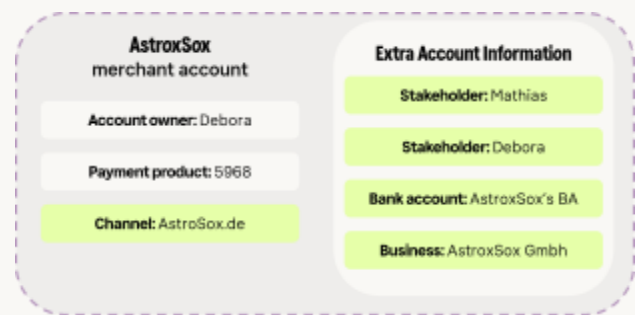 AstroxSox
merchant account
Account owner: Debora
Payment product: 5968
Channel: AstroSox.de
Extra Account Information
Stakeholder: Mathias
Stakeholder: Debora
Bank account: AstroxSox's BA
Business: AstroxSox Gmbh